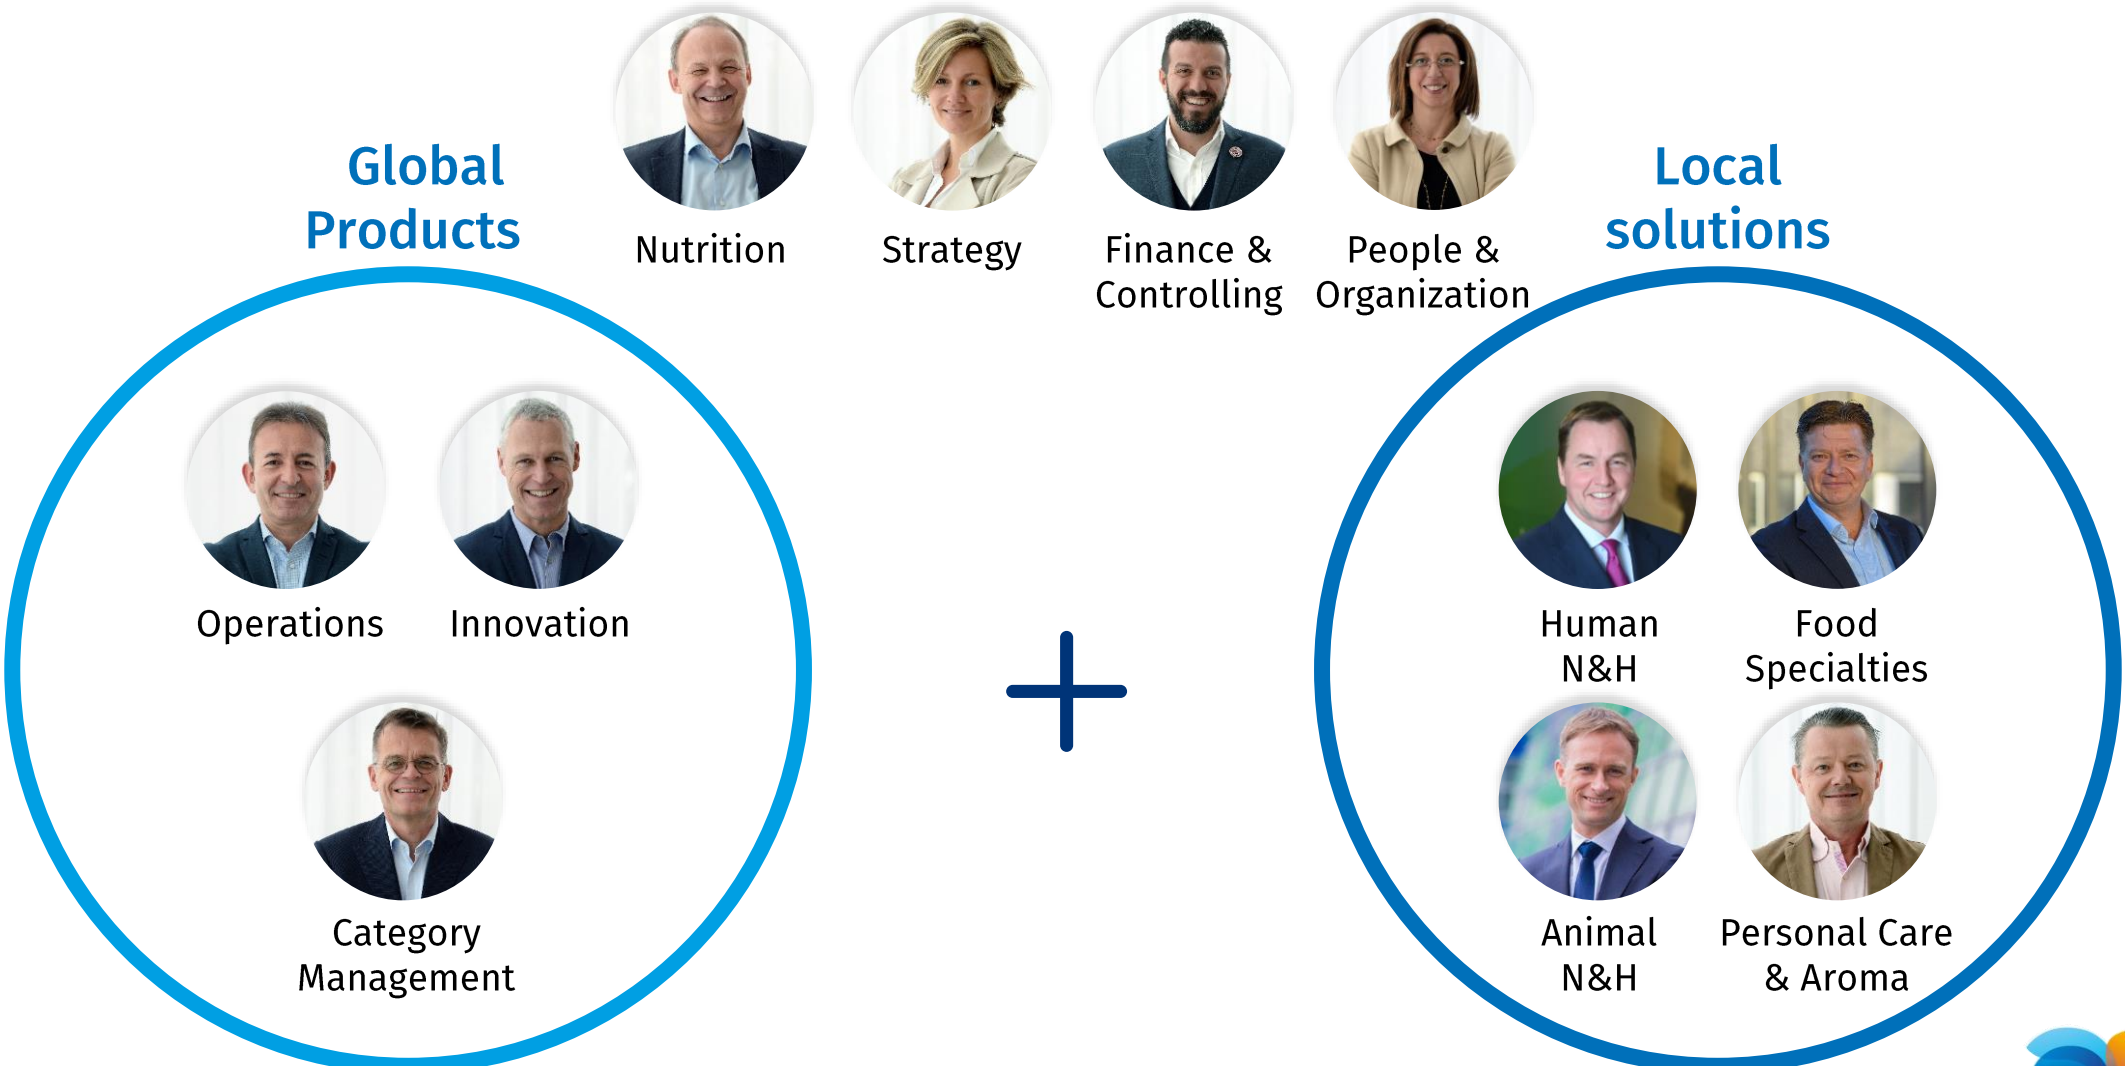 Global
Products
Nutrition
Strategy
Finance &
Controlling
People &
Organization
Local
solutions
Operations
Innovation
Category
Management
Human
N&H
Food
Specialties
Animal
N&H
Personal Care
& Aroma